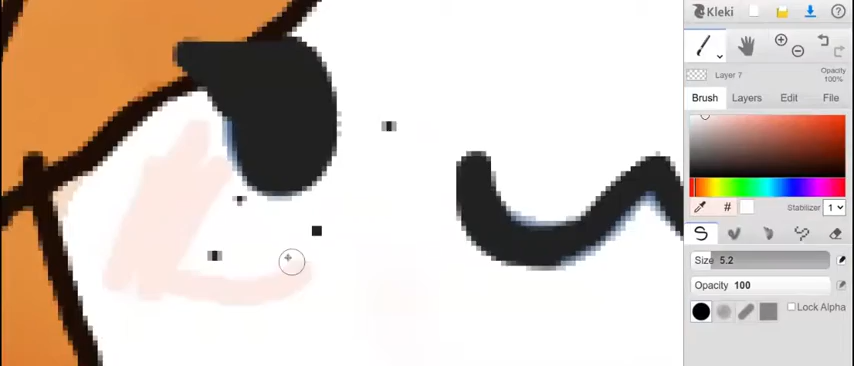 Kleki
Layer 7
Opacity
100%
Brush Layers Edit File
#
Stabilizer 1
Size 5.2
Opacity 100
Lock Alpha